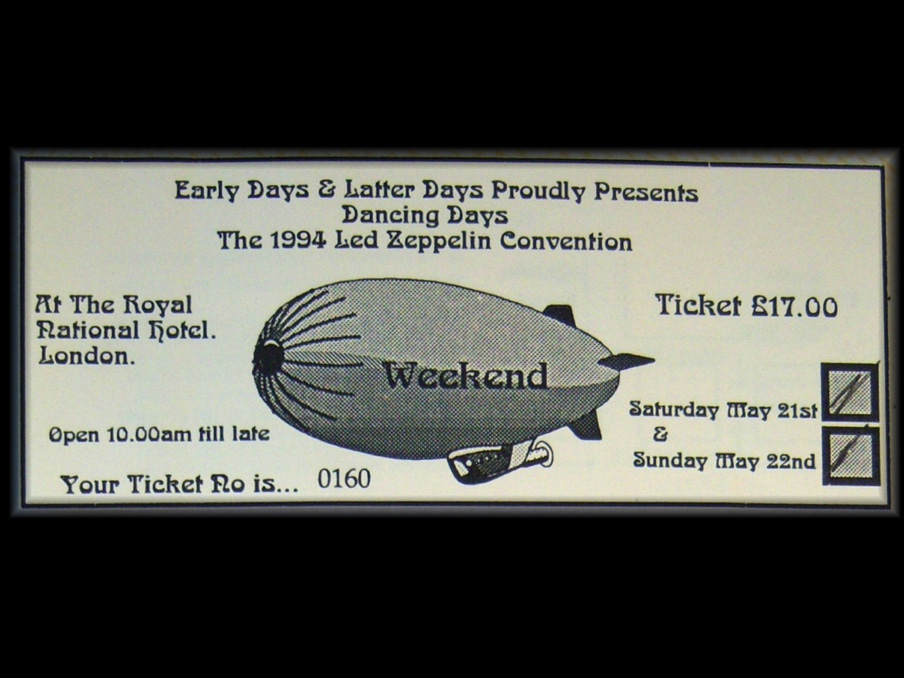 Early Days & Latter Days Proudly Presents
Dancing Days
The 1994 Led Zeppelin Convention
At The Royal
National Hotel.
London.
Ticket £17.00
Weekend
Saturday May 21st
&
Sunday May 22nd
Open 10.00am till late
Your Ticket No is... 0160